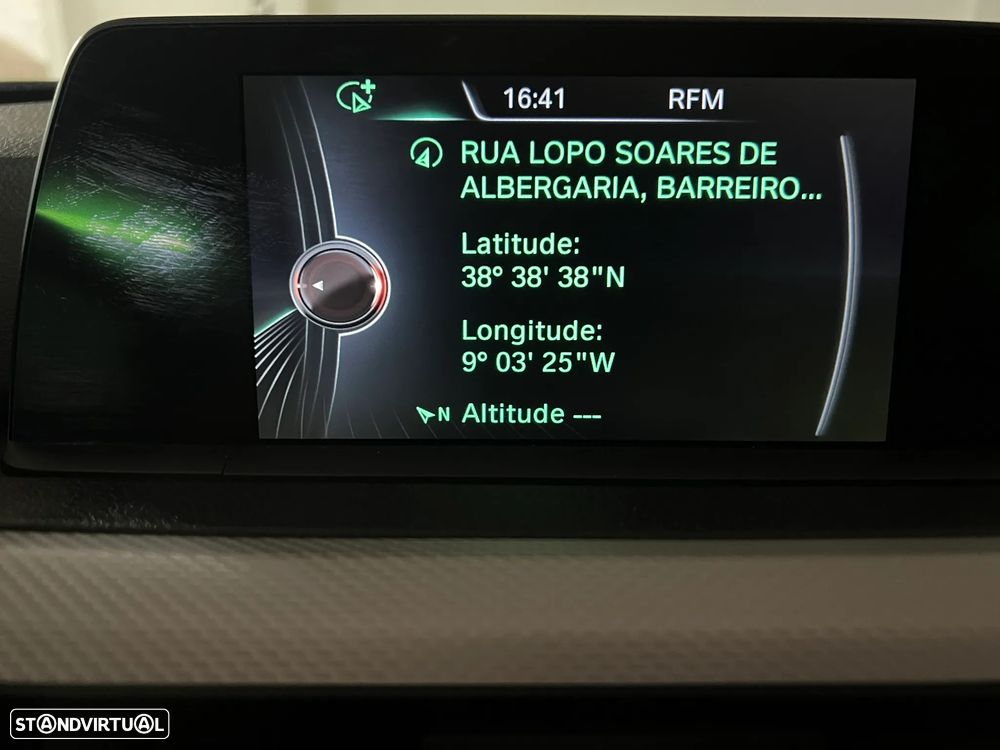 16:41
RFM
RUA LOPO SOARES DE
ALBERGARIA, BARREIRO...
Latitude:
38° 38' 38"N
Longitude:
9° 03' 25"W
N Altitude ---
STANDVIRTUAL